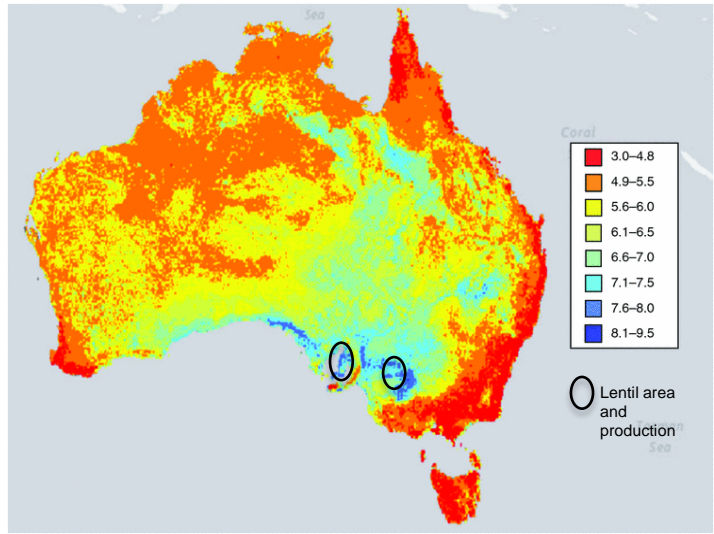 Sea
Coral
3.0–4.8
4.9–5.5
5.6–6.0
6.1–6.5
6.6–7.0
7.1–7.5
7.6–8.0
8.1–9.5
Lentil area
and
production
Tasman
Sea